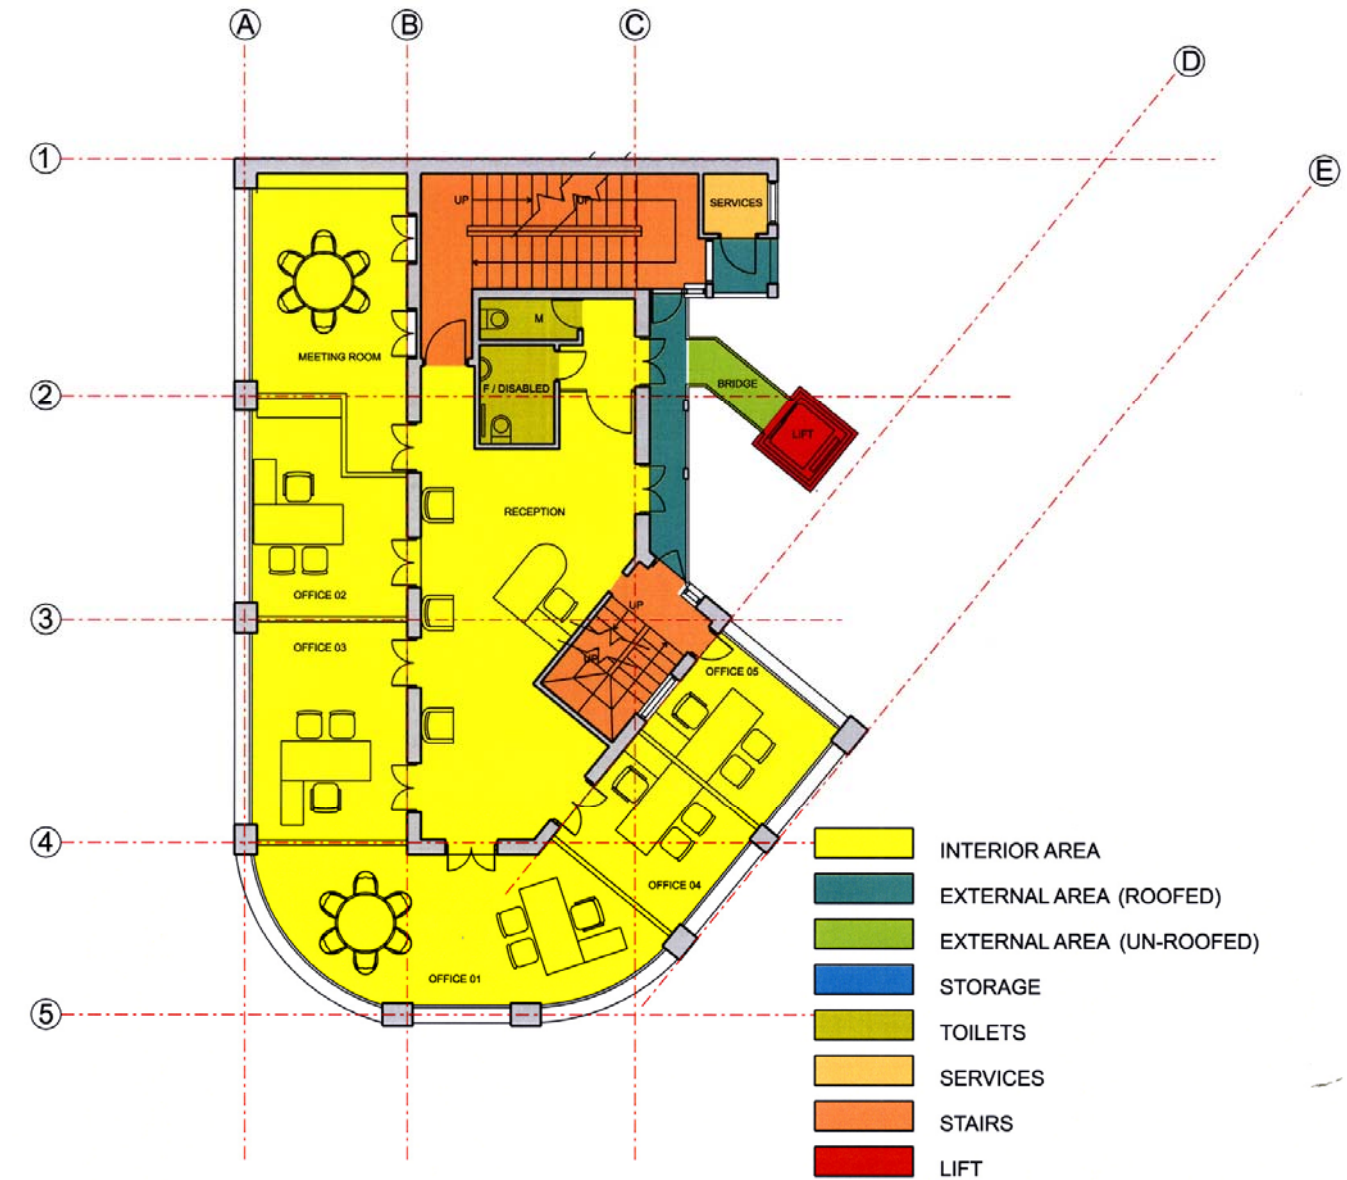 A
B
C
D
E
1
2
3
4
5
UP
UP
SERVICES
M
MEETING ROOM
F / DISABLED
BRIDGE
LIFT
RECEPTION
OFFICE 02
UP
OFFICE 03
UP
OFFICE 05
OFFICE 04
OFFICE 01
INTERIOR AREA
EXTERNAL AREA (ROOFED)
EXTERNAL AREA (UN-ROOFED)
STORAGE
TOILETS
SERVICES
STAIRS
LIFT